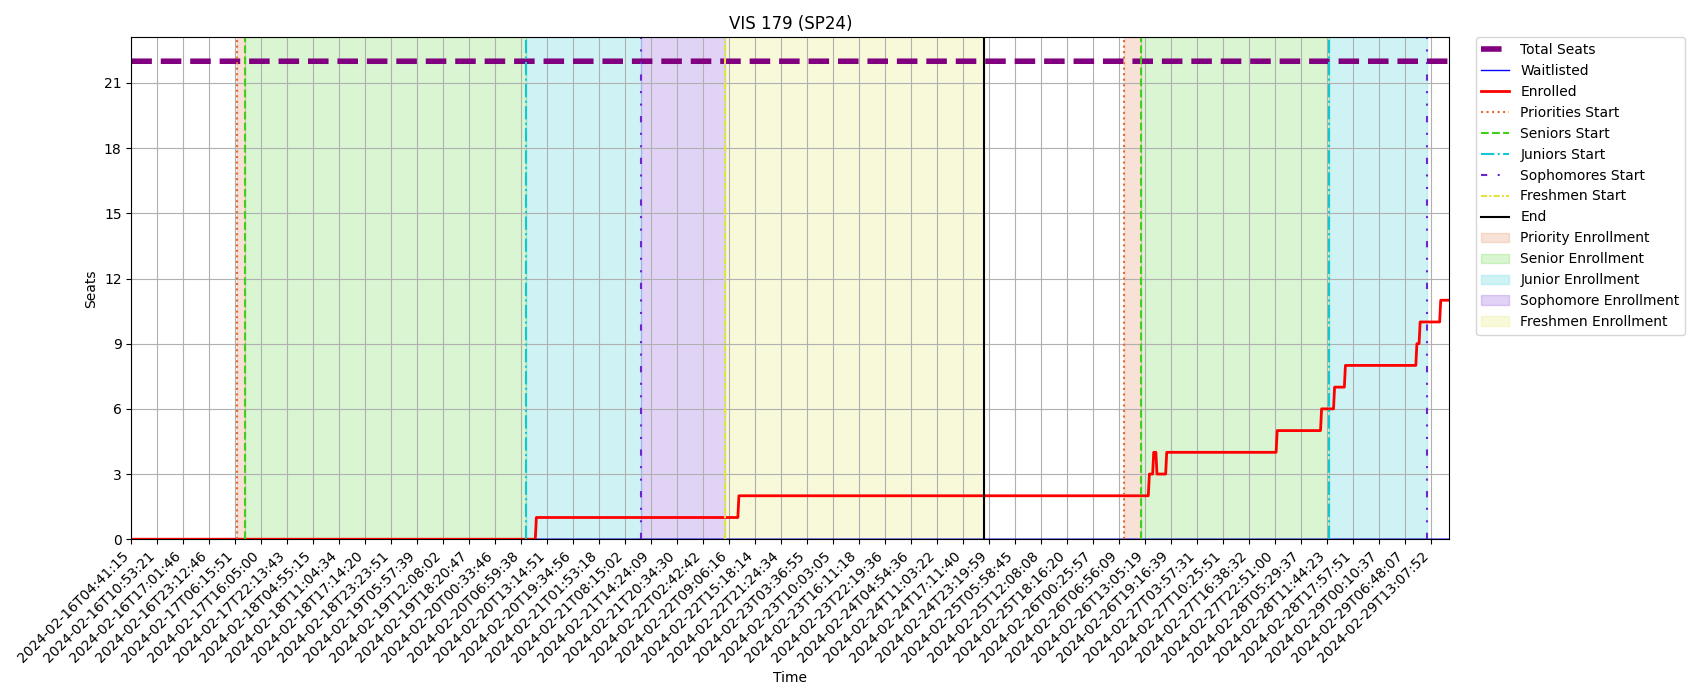 VIS 179 (SP24)
Seats
21
18
15
12
9
6
3
0
2024-02-16T04:41:15
2024-02-16T10:53:21
2024-02-16T17:01:46
2024-02-16T23:12:46
2024-02-17T06:15:51
2024-02-17T16:05:00
2024-02-17T22:13:43
2024-02-18T04:55:15
2024-02-18T11:04:34
2024-02-18T17:14:20
2024-02-18T23:23:51
2024-02-19T05:57:39
2024-02-19T12:08:02
2024-02-19T18:20:47
2024-02-20T00:33:46
2024-02-20T06:59:38
2024-02-20T13:14:51
2024-02-20T19:34:56
2024-02-21T01:53:18
2024-02-21T08:15:02
2024-02-21T14:24:09
2024-02-21T20:34:30
2024-02-22T02:42:42
2024-02-22T09:06:16
2024-02-22T15:18:14
2024-02-22T21:24:34
2024-02-23T03:36:55
2024-02-23T10:03:05
2024-02-23T16:11:18
2024-02-23T22:19:36
2024-02-24T04:54:36
2024-02-24T11:03:22
2024-02-24T17:11:40
2024-02-24T23:19:59
2024-02-25T05:58:45
2024-02-25T12:08:08
2024-02-25T18:16:20
2024-02-26T00:25:57
2024-02-26T06:56:09
2024-02-26T13:05:19
2024-02-26T19:16:39
2024-02-27T03:57:31
2024-02-27T10:25:51
2024-02-27T16:38:32
2024-02-27T22:51:00
2024-02-28T05:29:37
2024-02-28T11:44:23
2024-02-28T17:57:51
2024-02-29T00:10:37
2024-02-29T06:48:07
2024-02-29T13:07:52
Time
Total Seats
Waitlisted
Enrolled
Priorities Start
Seniors Start
Juniors Start
Sophomores Start
Freshmen Start
End
Priority Enrollment
Senior Enrollment
Junior Enrollment
Sophomore Enrollment
Freshmen Enrollment